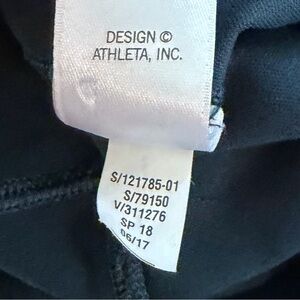 DESIGN ©
ATHLETA, INC.
S/121785-01
S/79150
V/311276
SP 18
06/17